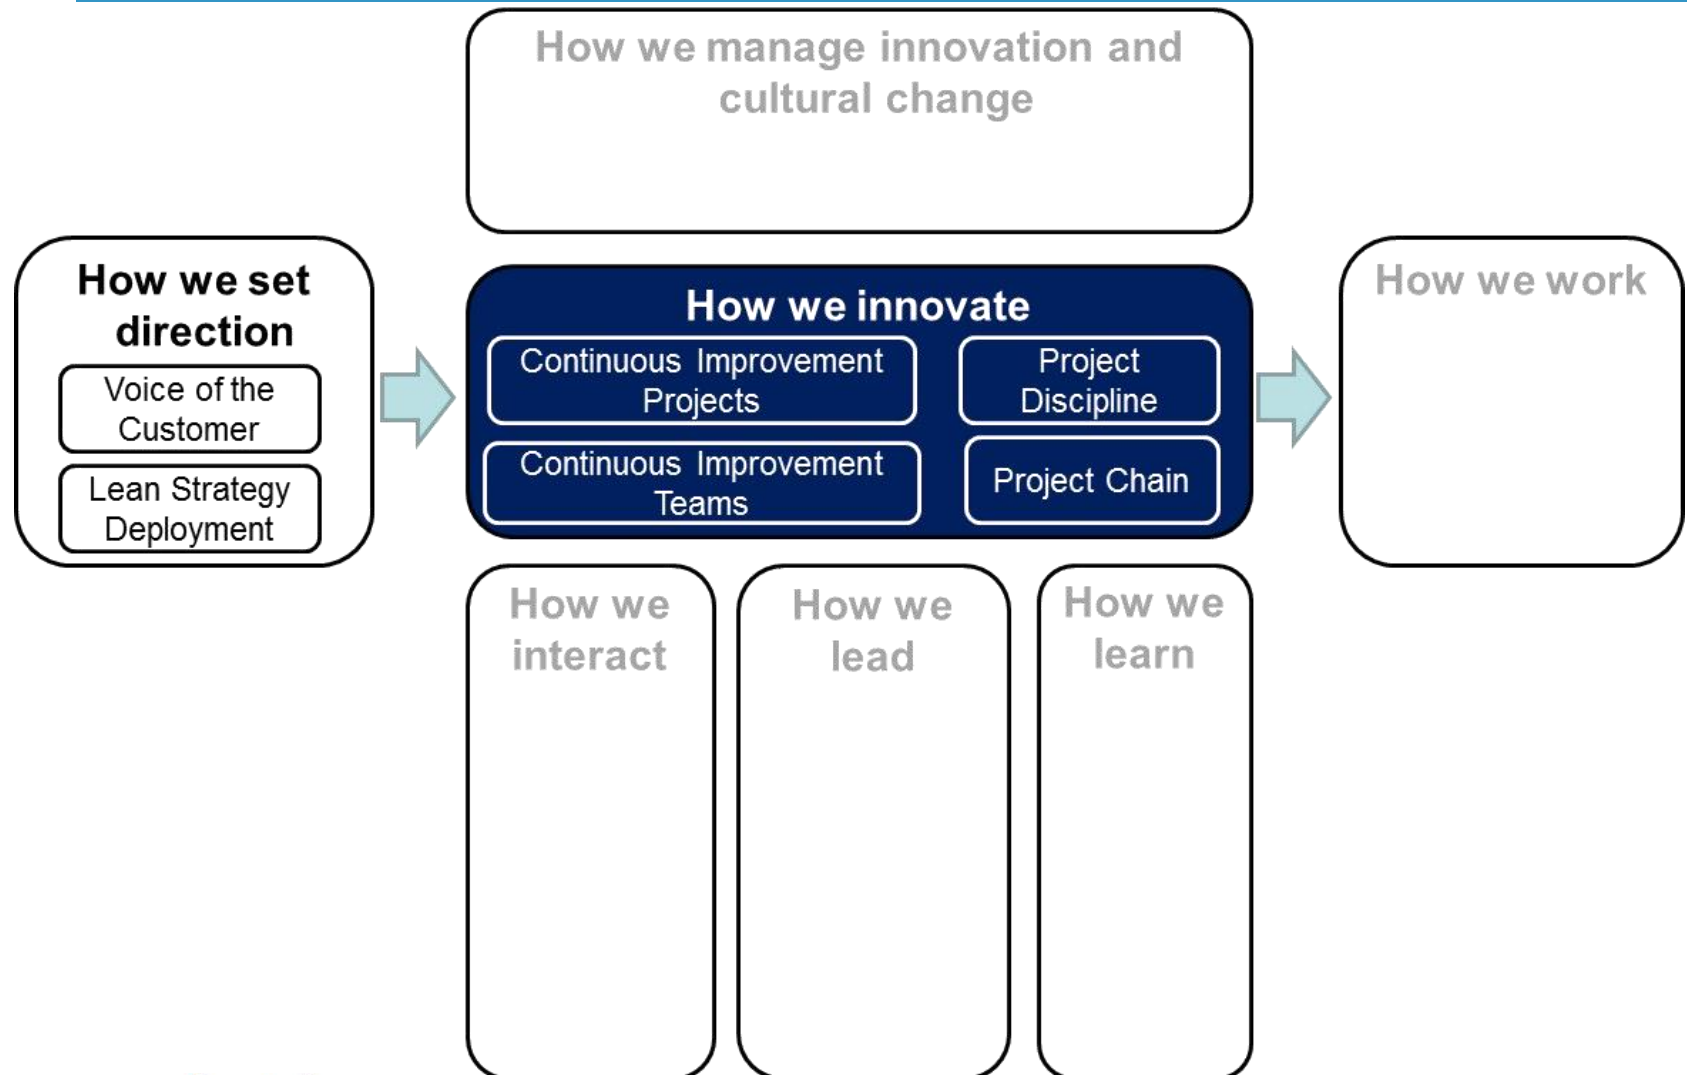 How we manage innovation and
cultural change
How we set
direction
Voice of the
Customer
Lean Strategy
Deployment
How we innovate
Continuous Improvement
Projects
Project
Discipline
Continuous Improvement
Teams
Project Chain
How we work
How we
interact
How we
lead
How we
learn